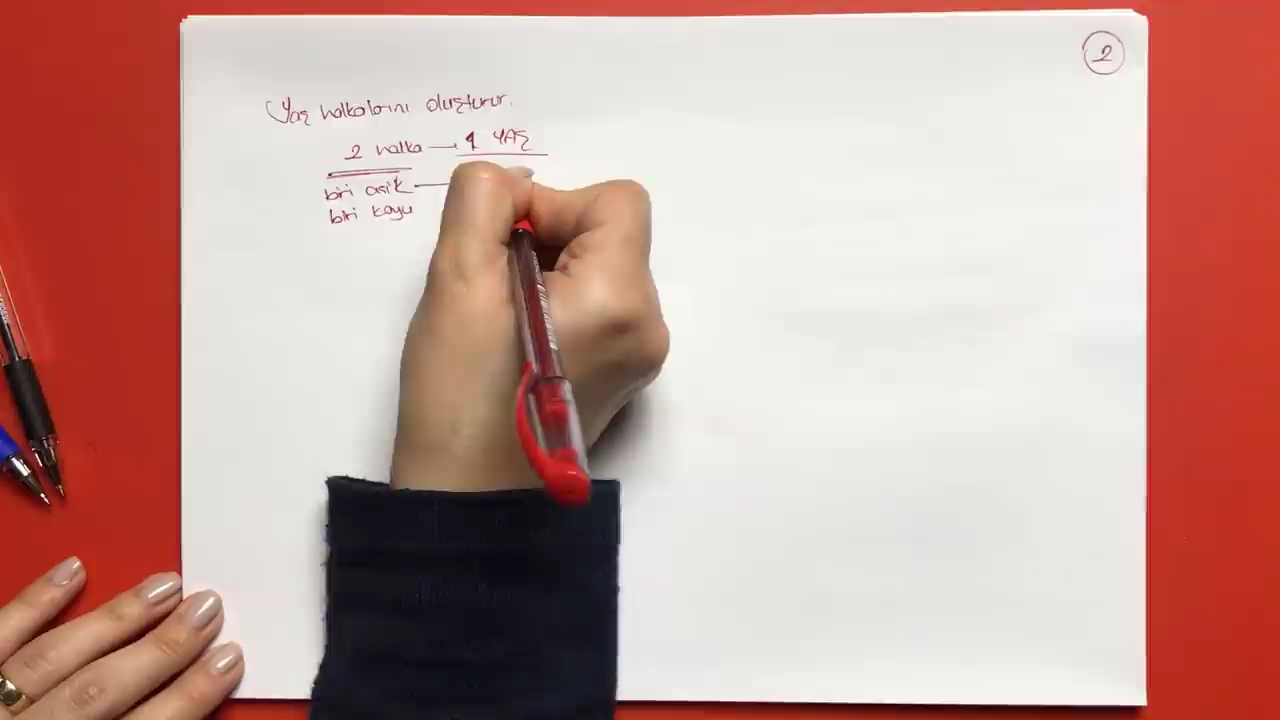 2
Yaş halkalarını oluşturur.
2 halka → 1 YAŞ
biri açık
biri koyu